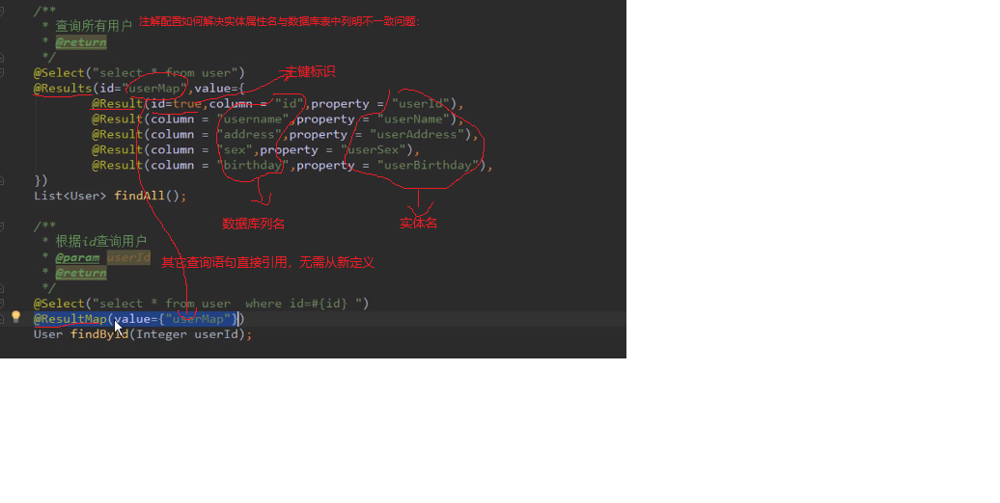 /**
* 查询所有用户 注解配置如何解决实体属性名与数据库表中列明不一致问题：
* @return
*/
@Select("select * from user") 主键标识
@Results(id="userMap",value={
@Result(id=true,column = "id",property = "userId"),
@Result(column = "username",property = "userName"),
@Result(column = "address",property = "userAddress"),
@Result(column = "sex",property = "userSex"),
@Result(column = "birthday",property = "userBirthday"),
})
List<User> findAll();
数据库列名 实体名
/**
* 根据id查询用户
* @param userId 其它查询语句直接引用，无需从新定义
* @return
*/
@Select("select * from user  where id=#{id} ")
@ResultMap(value={"userMap"})
User findById(Integer userId);